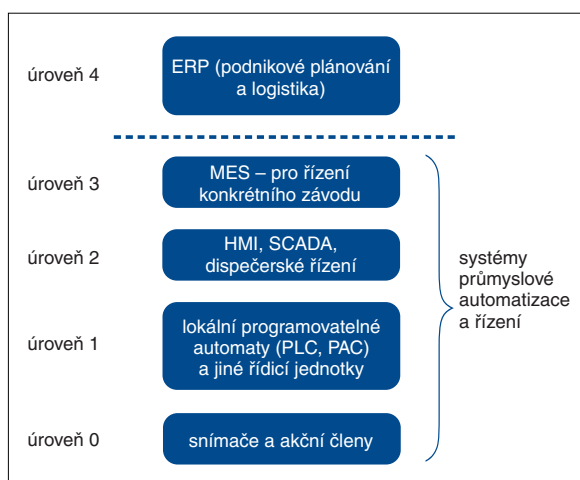 úroveň 4
ERP (podnikové plánování
a logistika)
úroveň 3
MES – pro řízení
konkrétního závodu
úroveň 2
HMI, SCADA,
dispečerské řízení
úroveň 1
lokální programovatelné
automaty (PLC, PAC)
a jiné řídicí jednotky
úroveň 0
snímače a akční členy
systémy
průmyslové
automatizace
a řízení